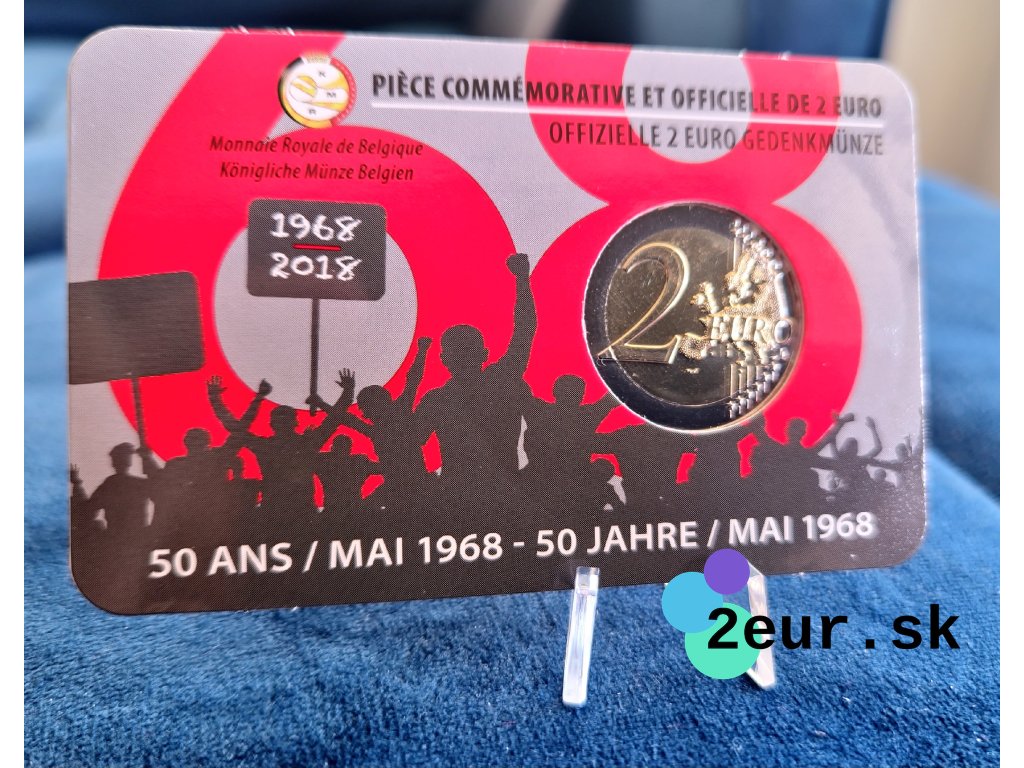 PIÈCE COMMÉMORATIVE ET OFFICIELLE DE 2 EURO
OFFIZIELLE 2 EURO GEDENKMÜNZE
Monnaie Royale de Belgique
Königliche Münze Belgien
68
1968
2018
2 EURO
50 ANS / MAI 1968 - 50 JAHRE / MAI 1968
2eur.sk